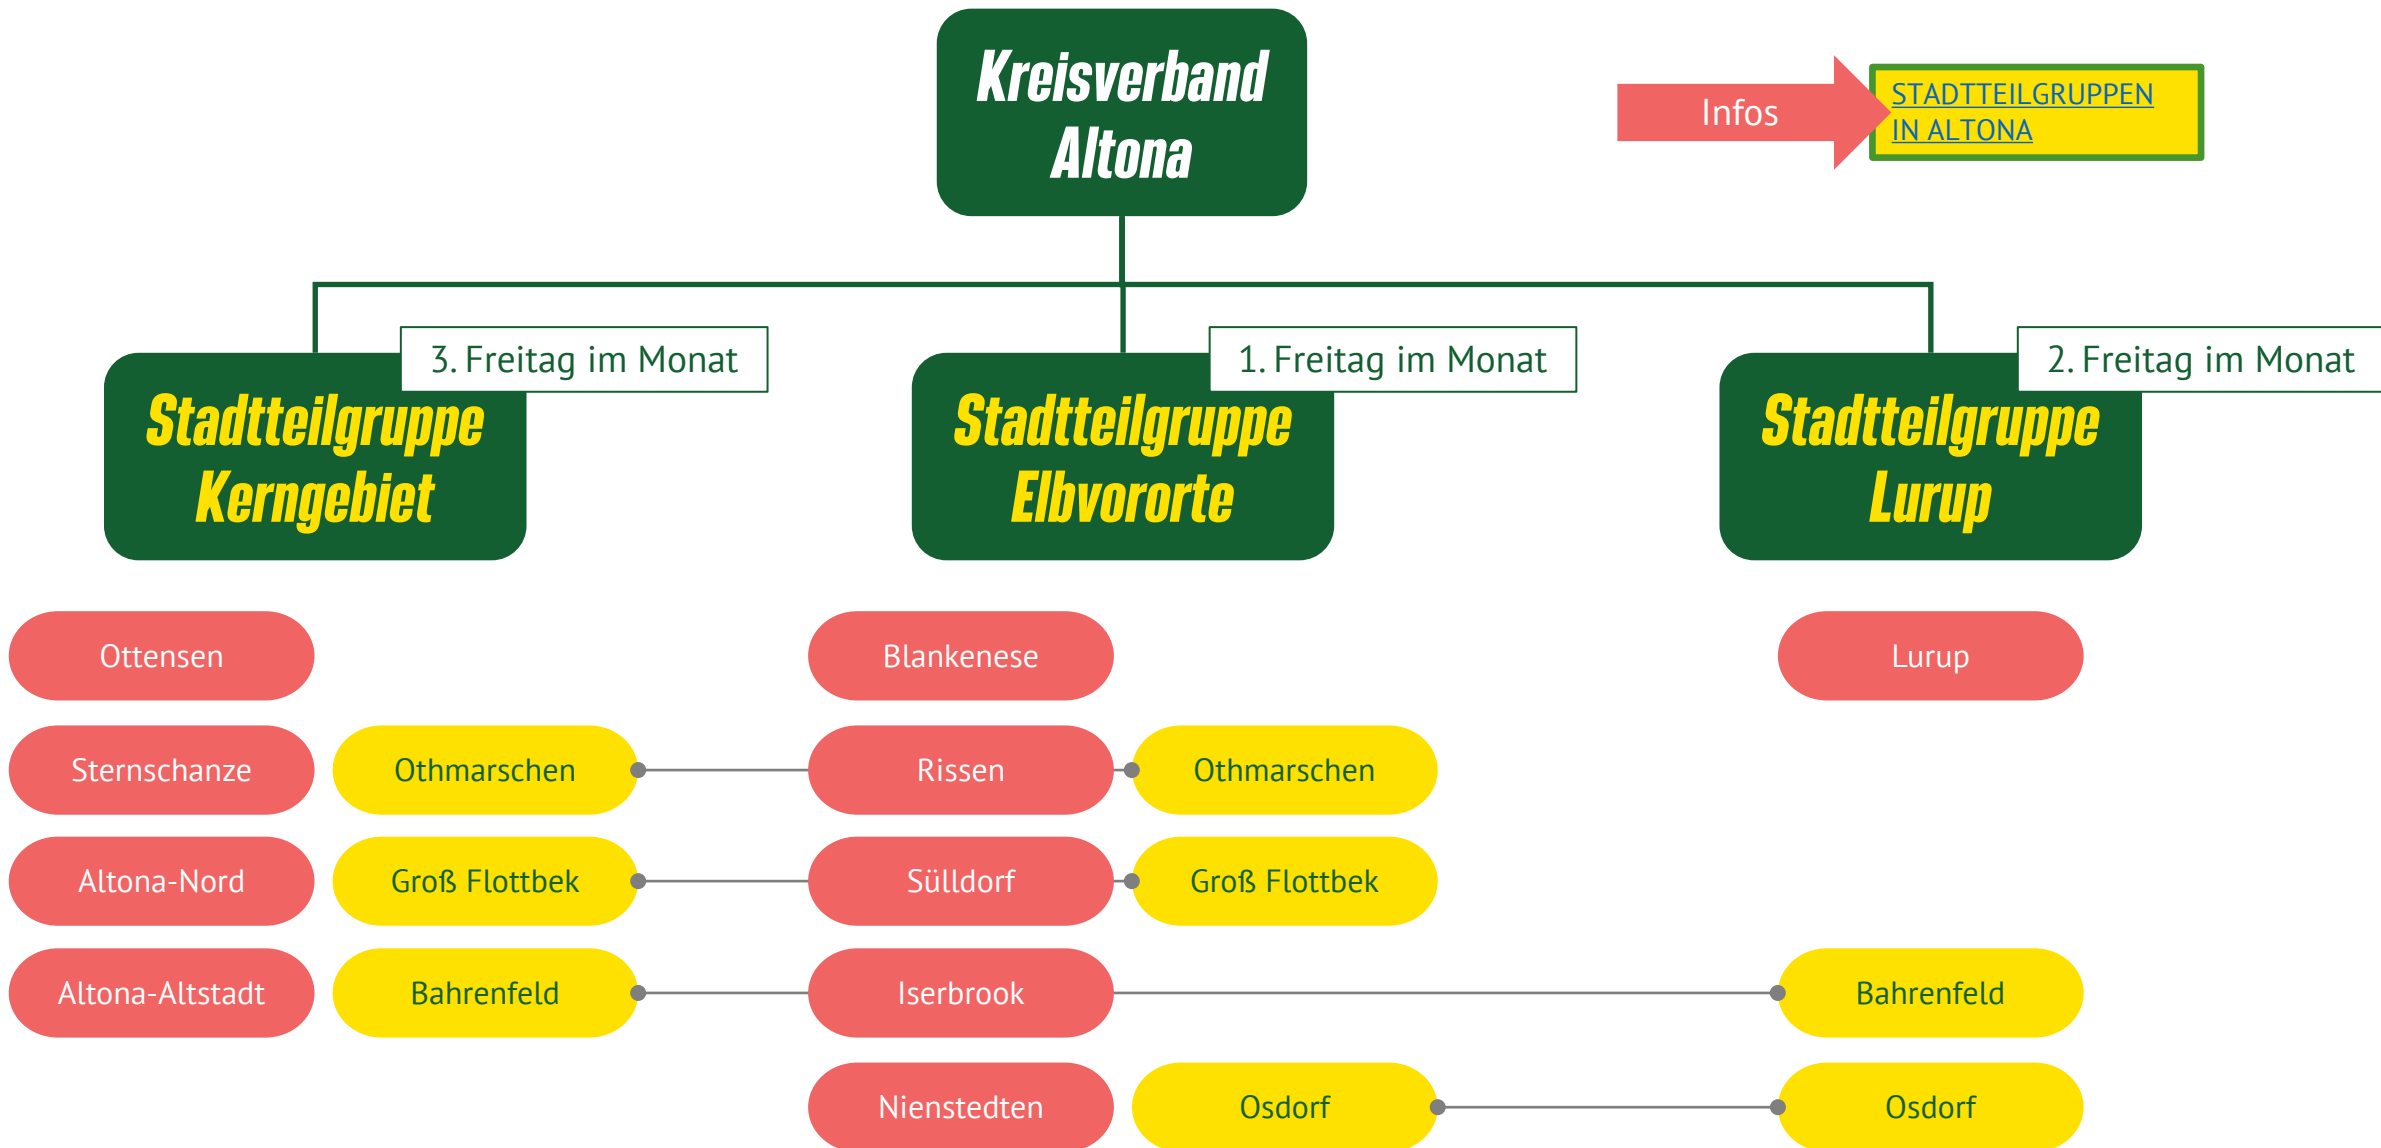 Kreisverband
Altona
Infos
STADTTEILGRUPPEN
IN ALTONA
3. Freitag im Monat
1. Freitag im Monat
2. Freitag im Monat
Stadtteilgruppe
Kerngebiet
Stadtteilgruppe
Elbvororte
Stadtteilgruppe
Lurup
Ottensen
Blankenese
Lurup
Sternschanze
Othmarschen
Rissen
Othmarschen
Altona-Nord
Groß Flottbek
Sülldorf
Groß Flottbek
Altona-Altstadt
Bahrenfeld
Iserbrook
Bahrenfeld
Nienstedten
Osdorf
Osdorf